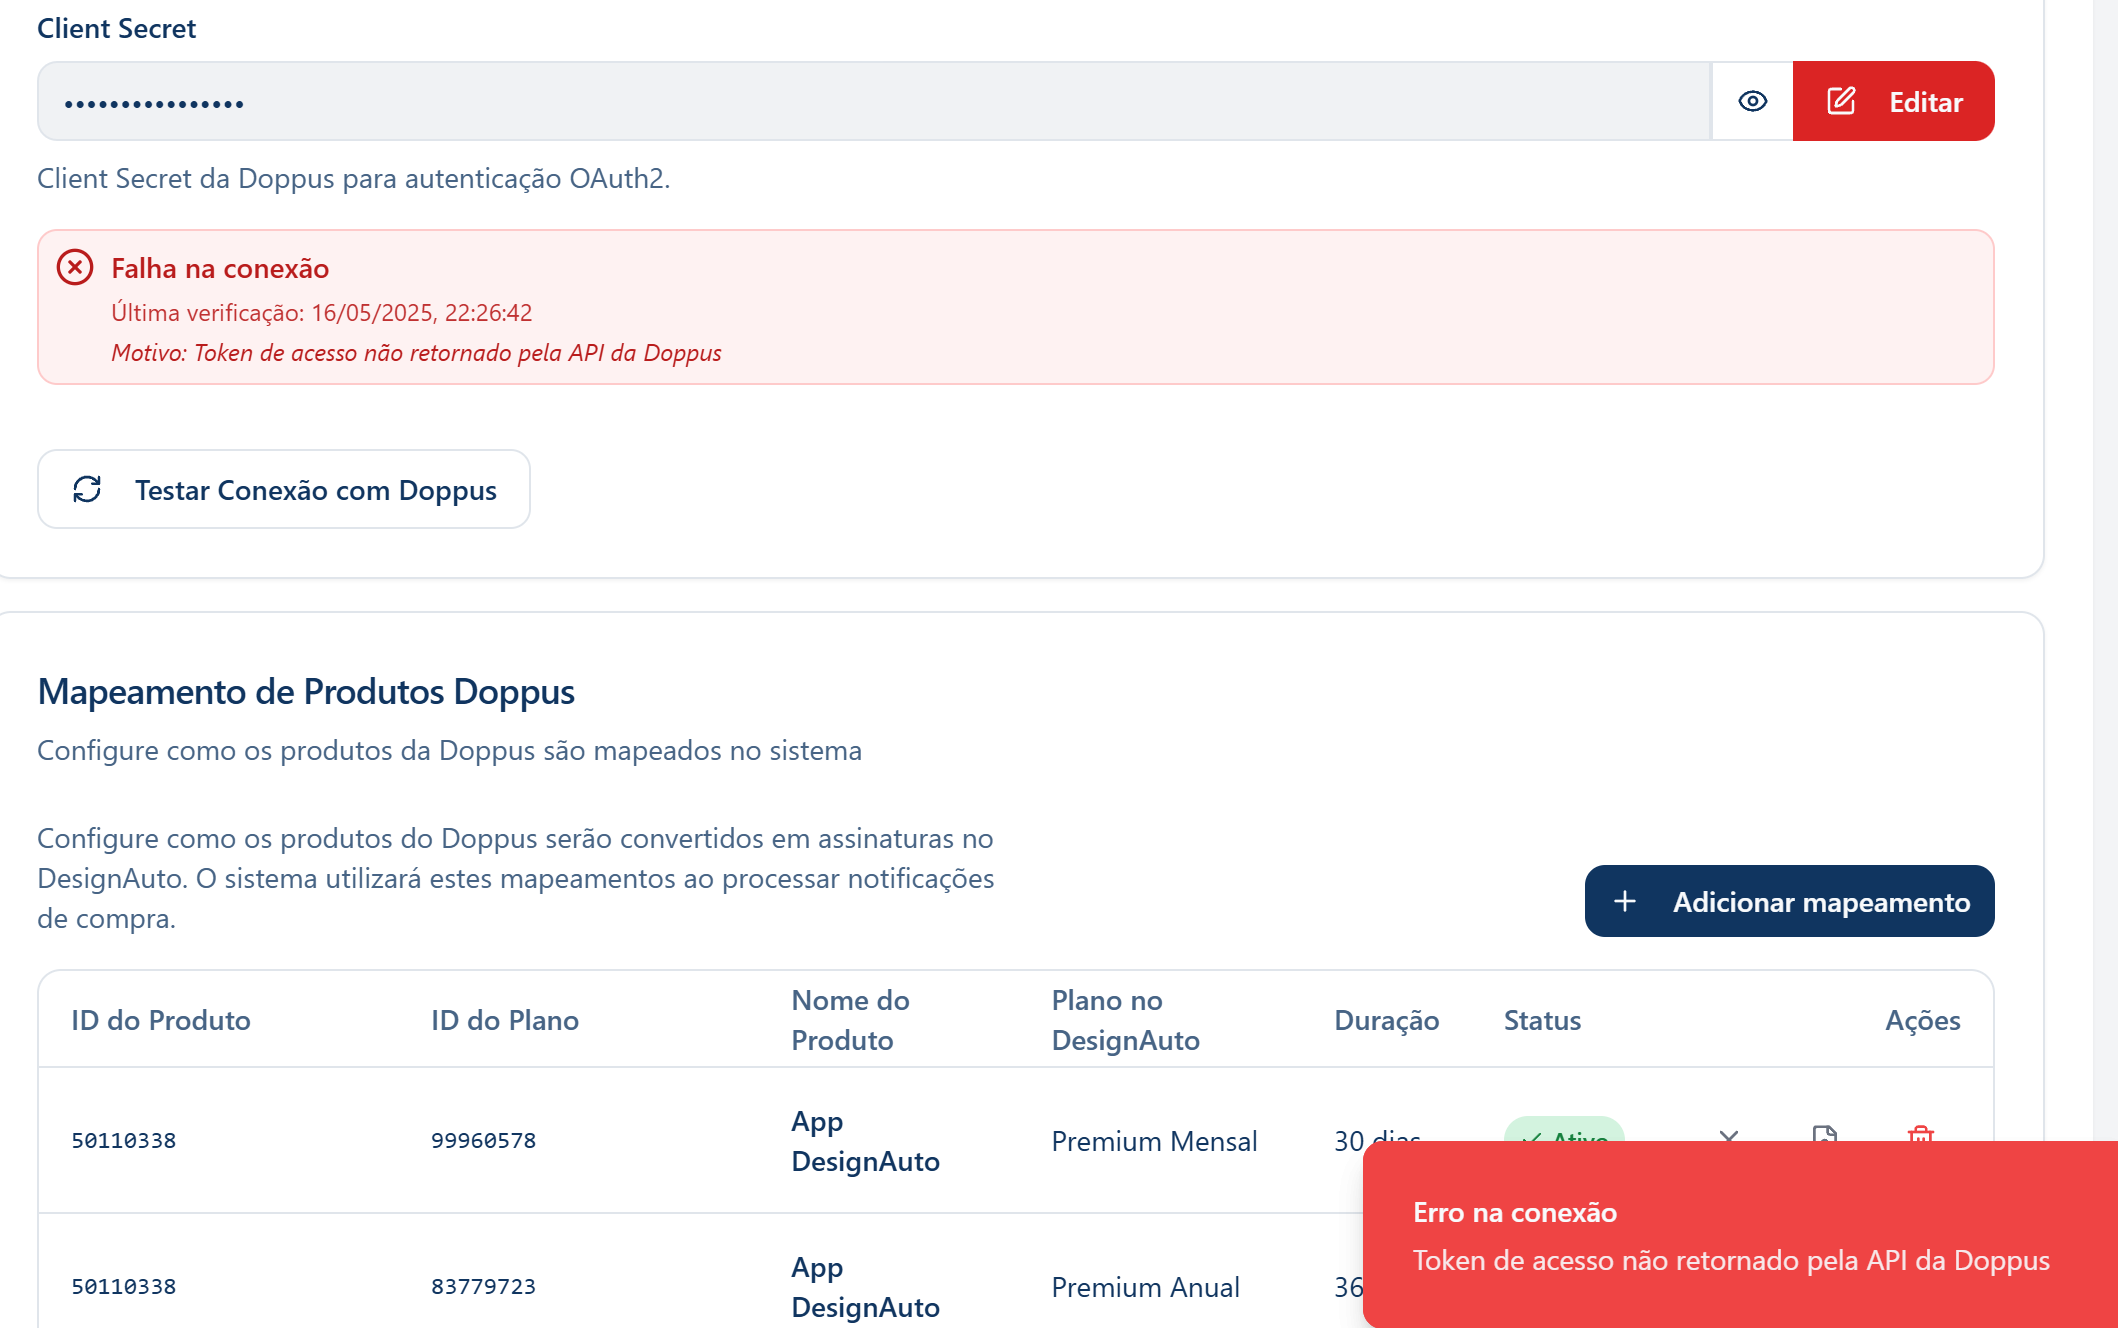 Client Secret
••••••••••••••••
Editar
Client Secret da Doppus para autenticação OAuth2.
Falha na conexão
Última verificação: 16/05/2025, 22:26:42
Motivo: Token de acesso não retornado pela API da Doppus
Testar Conexão com Doppus
Mapeamento de Produtos Doppus
Configure como os produtos da Doppus são mapeados no sistema
Configure como os produtos do Doppus serão convertidos em assinaturas no
DesignAuto. O sistema utilizará estes mapeamentos ao processar notificações
de compra.
Adicionar mapeamento
ID do Produto ID do Plano Nome do Produto Plano no DesignAuto Duração Status Ações
50110338 99960578 App DesignAuto Premium Mensal 30 dias Ativo
50110338 83779723 App DesignAuto Premium Anual 36
Erro na conexão
Token de acesso não retornado pela API da Doppus